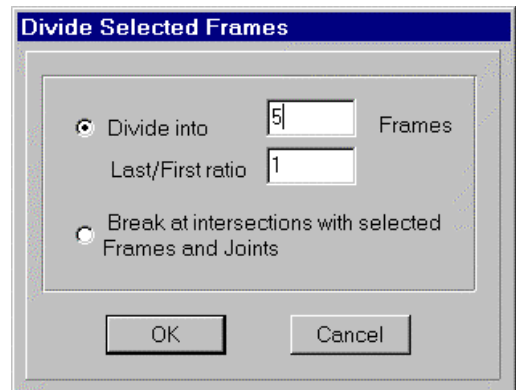 Divide Selected Frames
Divide into 5 Frames
Last/First ratio 1
Break at intersections with selected
Frames and Joints
OK Cancel